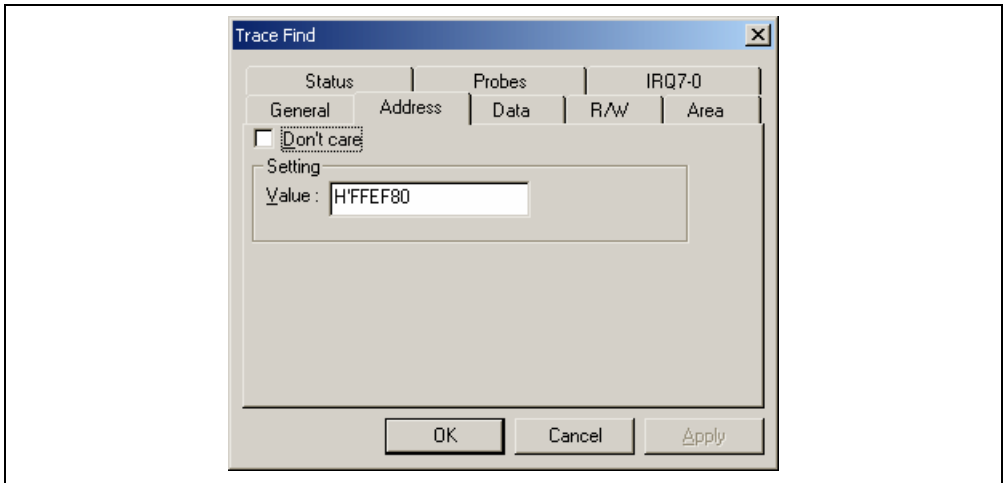 Trace Find
Status Probes IRQ7-0
General Address Data R/W Area
Don't care
Setting
Value : H'FFEF80
OK Cancel Apply